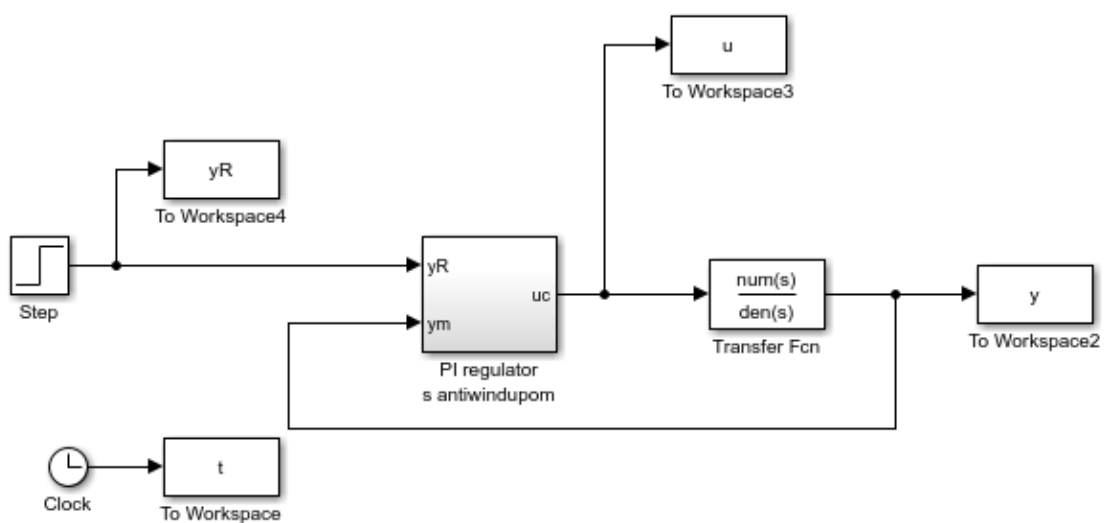 u
To Workspace3
yR
To Workspace4
Step
yR
ym
uc
PI regulator
s antiwindupom
num(s)
den(s)
Transfer Fcn
y
To Workspace2
Clock
t
To Workspace